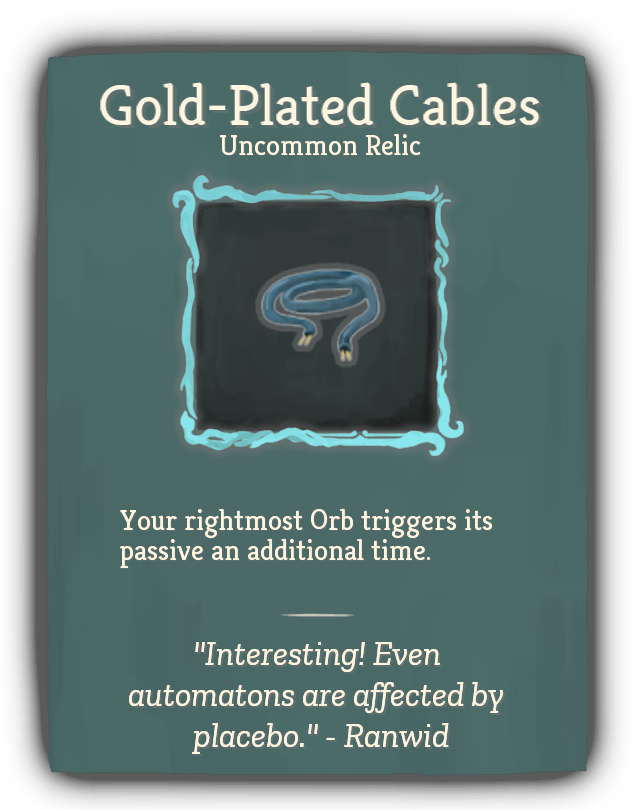 Gold-Plated Cables
Uncommon Relic
Your rightmost Orb triggers its
passive an additional time.
"Interesting! Even
automatons are affected by
placebo." - Ranwid